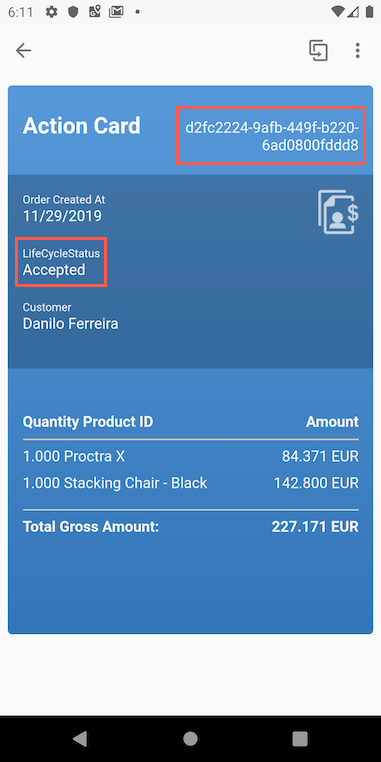 6:11
Action Card
d2fc2224-9afb-449f-b220-
6ad0800fddd8
Order Created At
11/29/2019
$
LifeCycleStatus
Accepted
Customer
Danilo Ferreira
Quantity Product ID Amount
1.000 Proctra X 84.371 EUR
1.000 Stacking Chair - Black 142.800 EUR
Total Gross Amount: 227.171 EUR